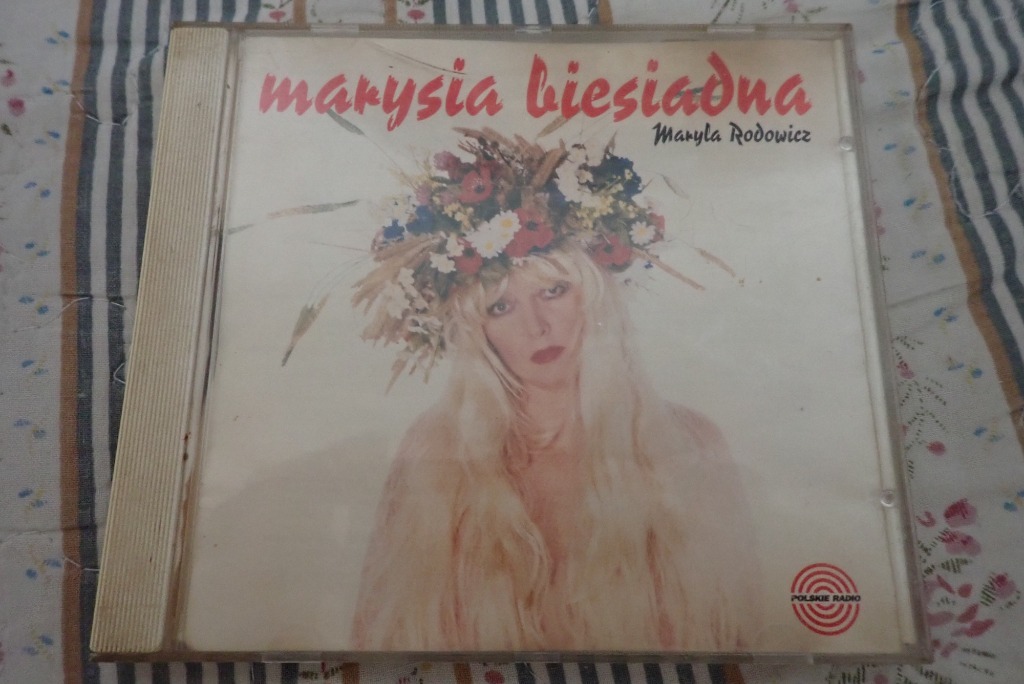 marysia biesiadna
Maryla Rodowicz
POLSKIE RADIO